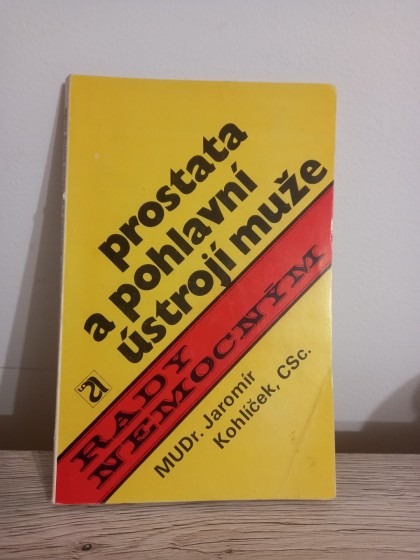 prostata
a pohlavní
ústrojí muže
RADY
NEMOCNÝM
MUDr. Jaromír
Kohlíček, CSc.